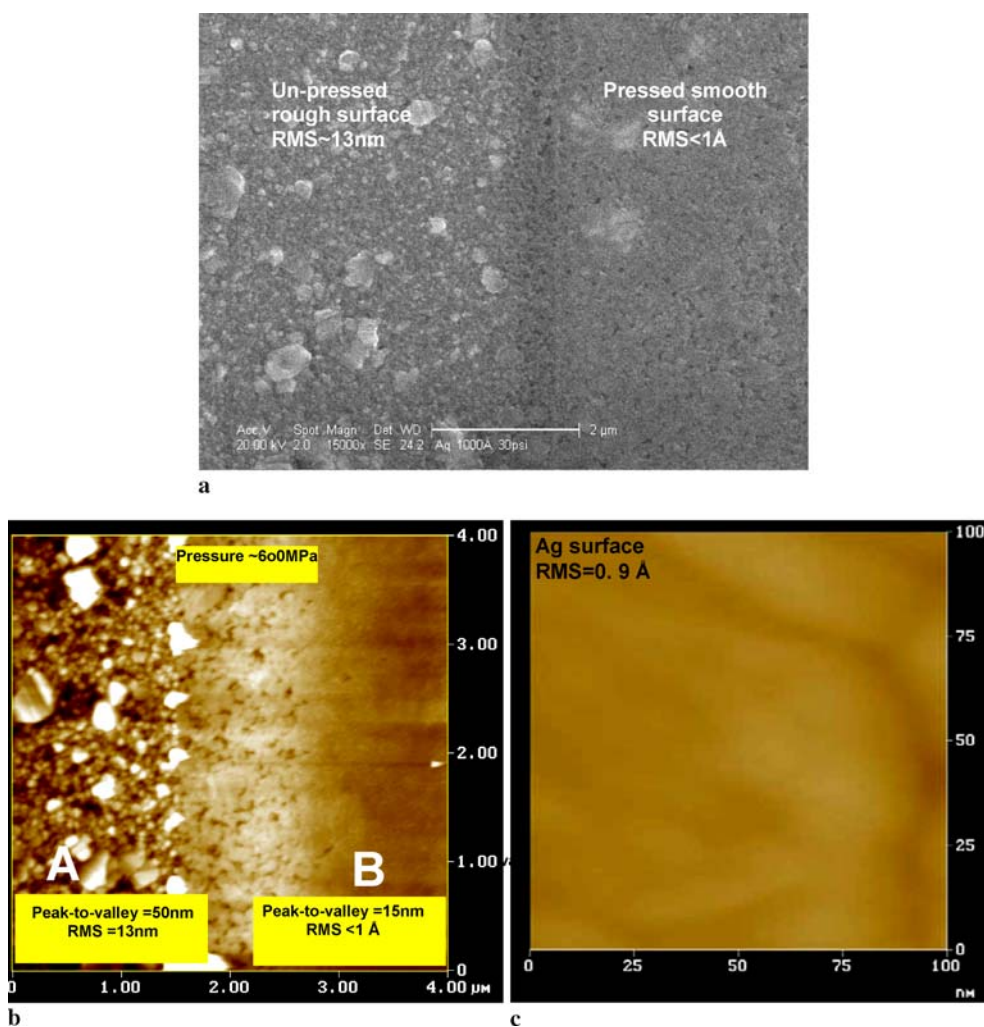 Un-pressed
rough surface
RMS~13nm
Pressed smooth
surface
RMS<1Å
Acc.V Spot Magn Det WD
20.00 kV 2.0 15000x SE 24.2 Ag 1000A 30psi
2 µm
a
Pressure ~6o0MPa
4.00
3.00
2.00
1.00
0
A
B
Peak-to-valley =50nm
RMS =13nm
Peak-to-valley =15nm
RMS <1 Å
0 1.00 2.00 3.00 4.00 µM
b
Ag surface
RMS=0. 9 Å
100
75
50
25
0
0 25 50 75 100
nM
c